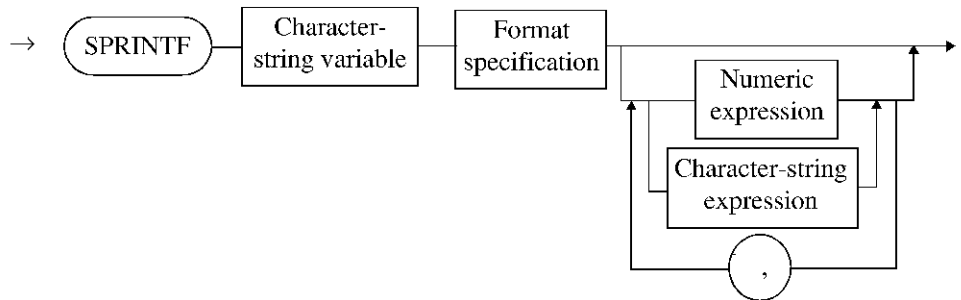 → SPRINTF
Character-
string variable
Format
specification
Numeric
expression
Character-string
expression
,